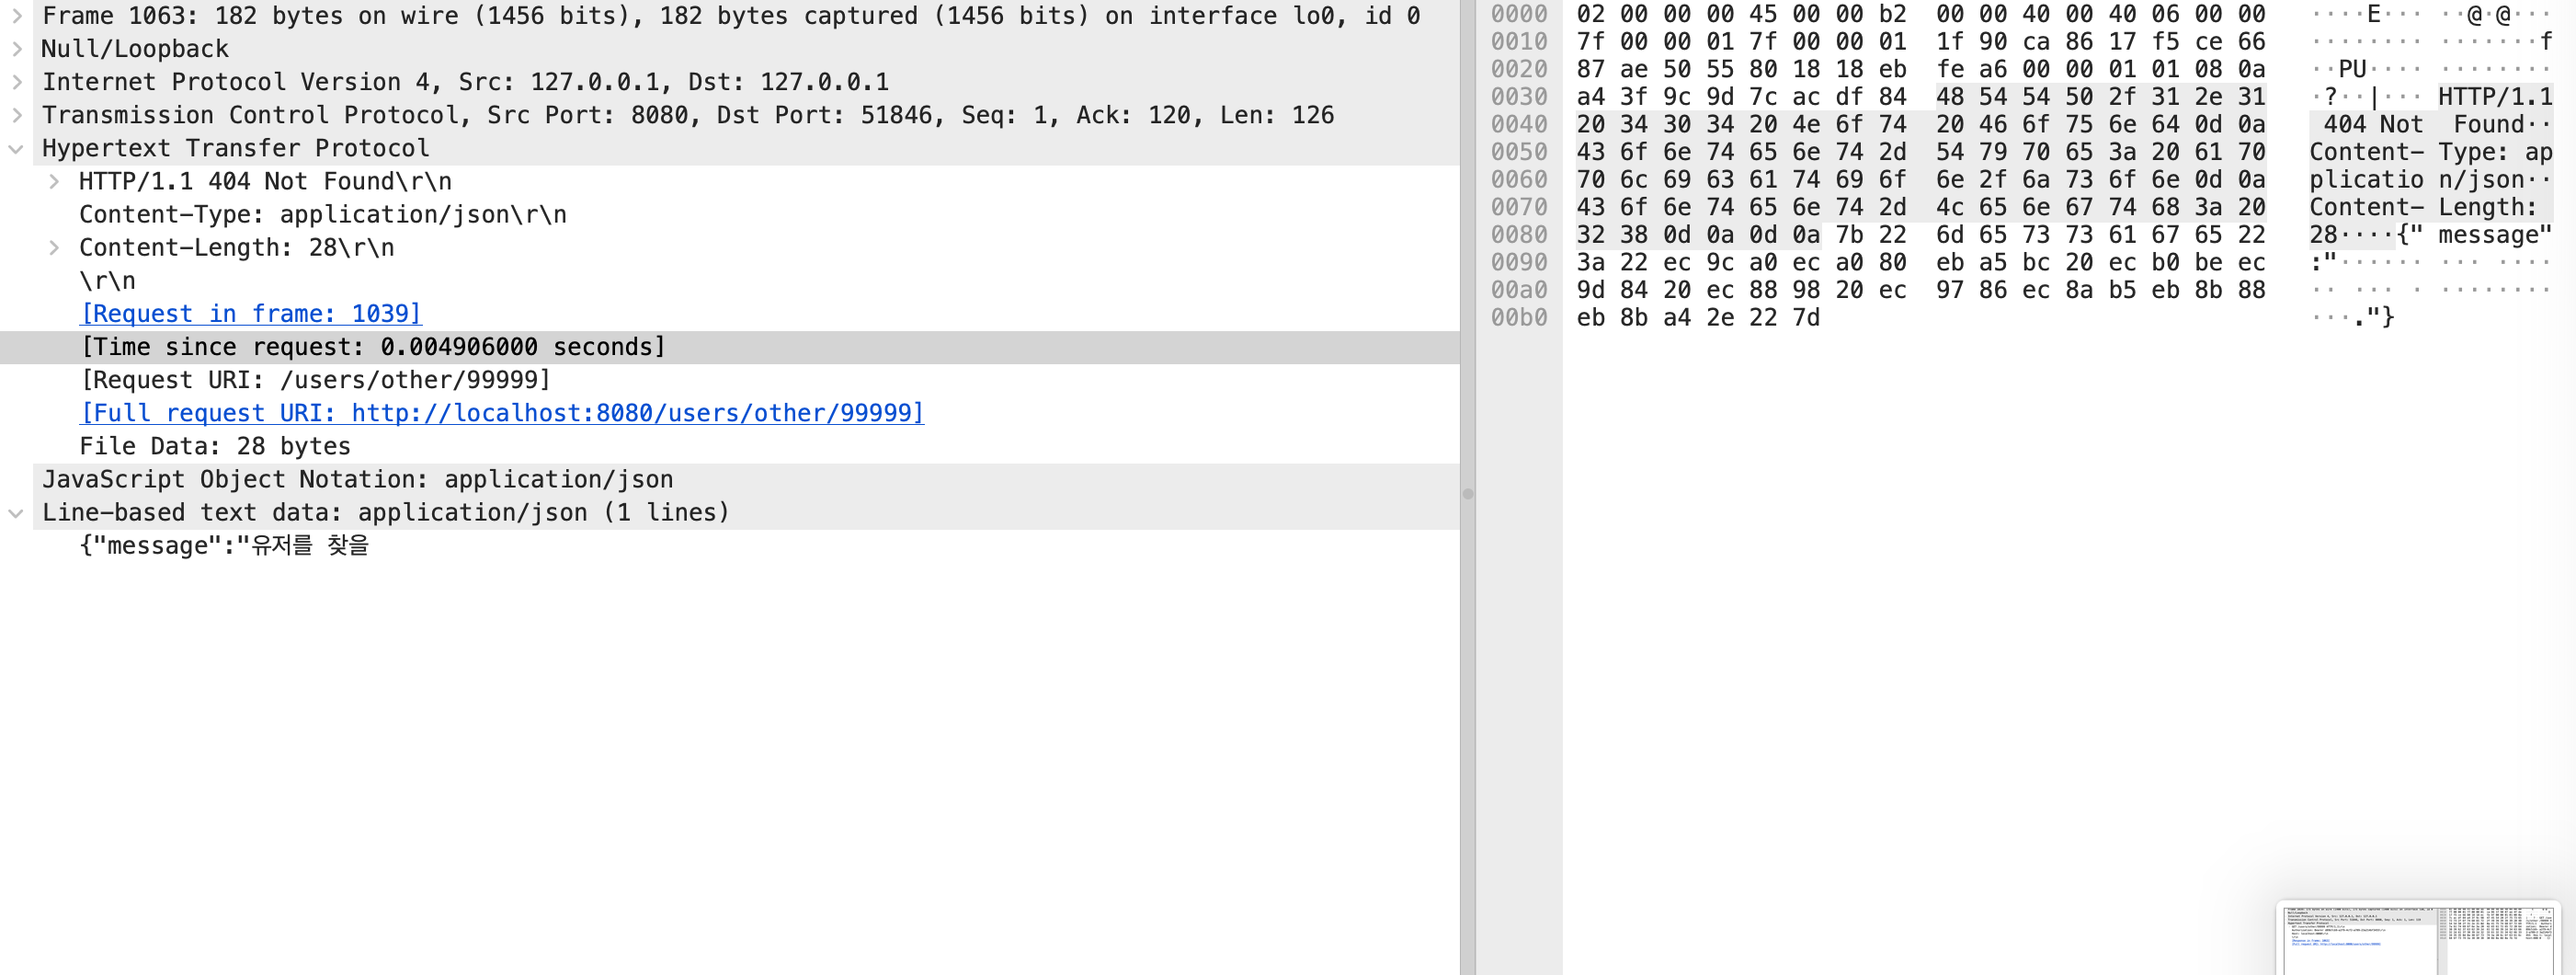 Frame 1063: 182 bytes on wire (1456 bits), 182 bytes captured (1456 bits) on interface lo0, id 0
Null/Loopback
Internet Protocol Version 4, Src: 127.0.0.1, Dst: 127.0.0.1
Transmission Control Protocol, Src Port: 8080, Dst Port: 51846, Seq: 1, Ack: 120, Len: 126
Hypertext Transfer Protocol
HTTP/1.1 404 Not Found\r\n
Content-Type: application/json\r\n
Content-Length: 28\r\n
\r\n
[Request in frame: 1039]
[Time since request: 0.004906000 seconds]
[Request URI: /users/other/99999]
[Full request URI: http://localhost:8080/users/other/99999]
File Data: 28 bytes
JavaScript Object Notation: application/json
Line-based text data: application/json (1 lines)
{"message":"유저를 찾을
0000 02 00 00 00 45 00 00 b2 00 00 40 00 40 06 00 00 ····E··· ··@·@···
0010 7f 00 00 01 7f 00 00 01 1f 90 ca 86 17 f5 ce 66 ········ ·······f
0020 87 ae 50 55 80 18 18 eb fe a6 00 00 01 01 08 0a ··PU···· ········
0030 a4 3f 9c 9d 7c ac df 84 48 54 54 50 2f 31 2e 31 ·?··|··· HTTP/1.1
0040 20 34 30 34 20 4e 6f 74 20 46 6f 75 6e 64 0d 0a  404 Not  Found··
0050 43 6f 6e 74 65 6e 74 2d 54 79 70 65 3a 20 61 70 Content- Type: ap
0060 70 6c 69 63 61 74 69 6f 6e 2f 6a 73 6f 6e 0d 0a plicatio n/json··
0070 43 6f 6e 74 65 6e 74 2d 4c 65 6e 67 74 68 3a 20 Content- Length: 
0080 32 38 0d 0a 0d 0a 7b 22 6d 65 73 73 61 67 65 22 28····{" message"
0090 3a 22 ec 9c a0 ec a0 80 eb a5 bc 20 ec b0 be ec :"······ ··· ····
00a0 9d 84 20 ec 88 98 20 ec 97 86 ec 8a b5 eb 8b 88 ·· ··· · ········
00b0 eb 8b a4 2e 22 7d ···."}